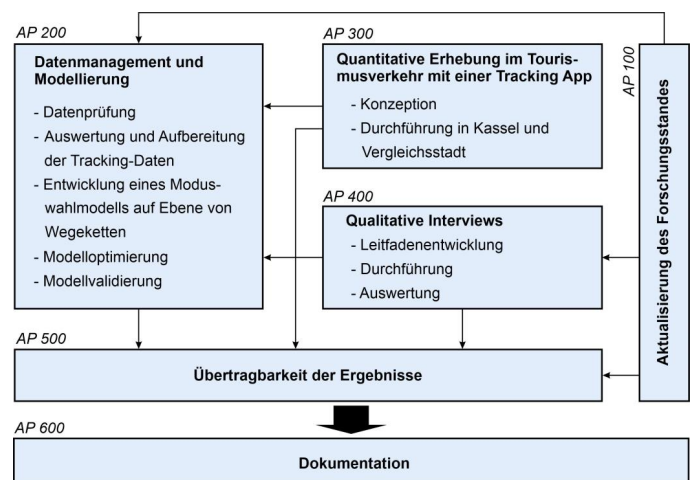 AP 200
Datenmanagement und
Modellierung
- Datenprüfung
- Auswertung und Aufbereitung
der Tracking-Daten
- Entwicklung eines Modus-
wahlmodells auf Ebene von
Wegeketten
- Modelloptimierung
- Modellvalidierung
AP 300
Quantitative Erhebung im Touris-
musverkehr mit einer Tracking App
- Konzeption
- Durchführung in Kassel und
Vergleichsstadt
AP 400
Qualitative Interviews
- Leitfadenentwicklung
- Durchführung
- Auswertung
AP 100
Aktualisierung des Forschungsstandes
AP 500
Übertragbarkeit der Ergebnisse
AP 600
Dokumentation